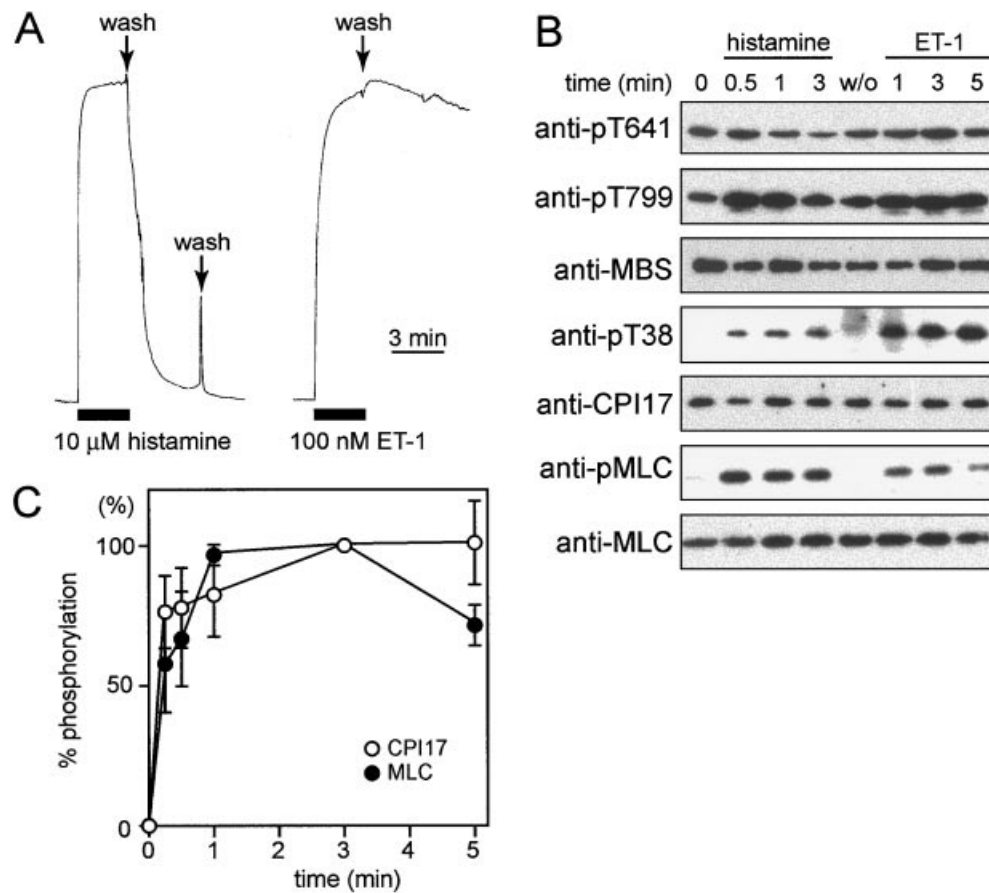 A
wash
wash
wash
3 min
10 µM histamine
100 nM ET-1
B
histamine
ET-1
time (min) 0 0.5 1 3 w/o 1 3 5
anti-pT641
anti-pT799
anti-MBS
anti-pT38
anti-CPI17
anti-pMLC
anti-MLC
C
(%)
100
50
0
% phosphorylation
CPI17
MLC
0 1 3 5
time (min)